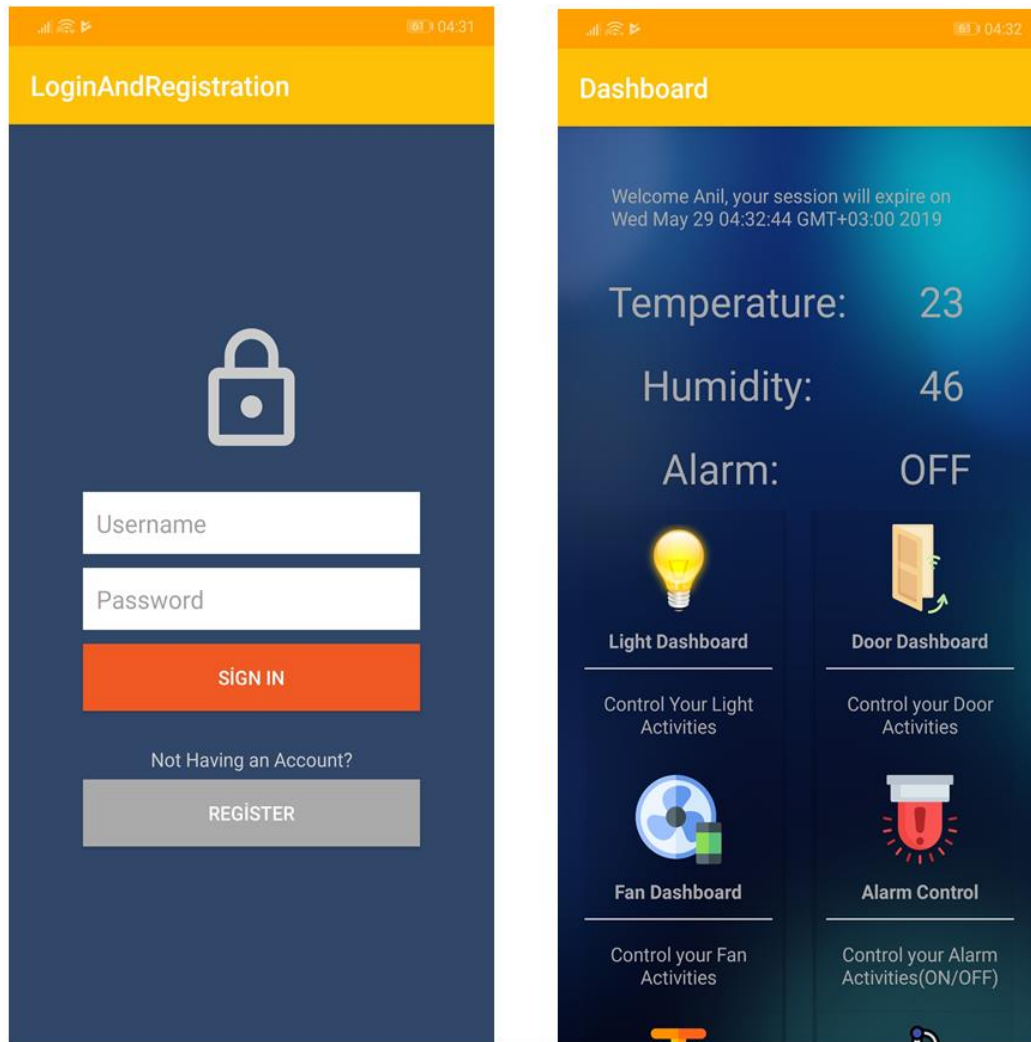 61 04:31
LoginAndRegistration
Username
Password
SİGN IN
Not Having an Account?
REGİSTER
61 04:32
Dashboard
Welcome Anil, your session will expire on
Wed May 29 04:32:44 GMT+03:00 2019
Temperature: 23
Humidity: 46
Alarm: OFF
Light Dashboard
Control Your Light
Activities
Door Dashboard
Control your Door
Activities
Fan Dashboard
Control your Fan
Activities
Alarm Control
Control your Alarm
Activities(ON/OFF)